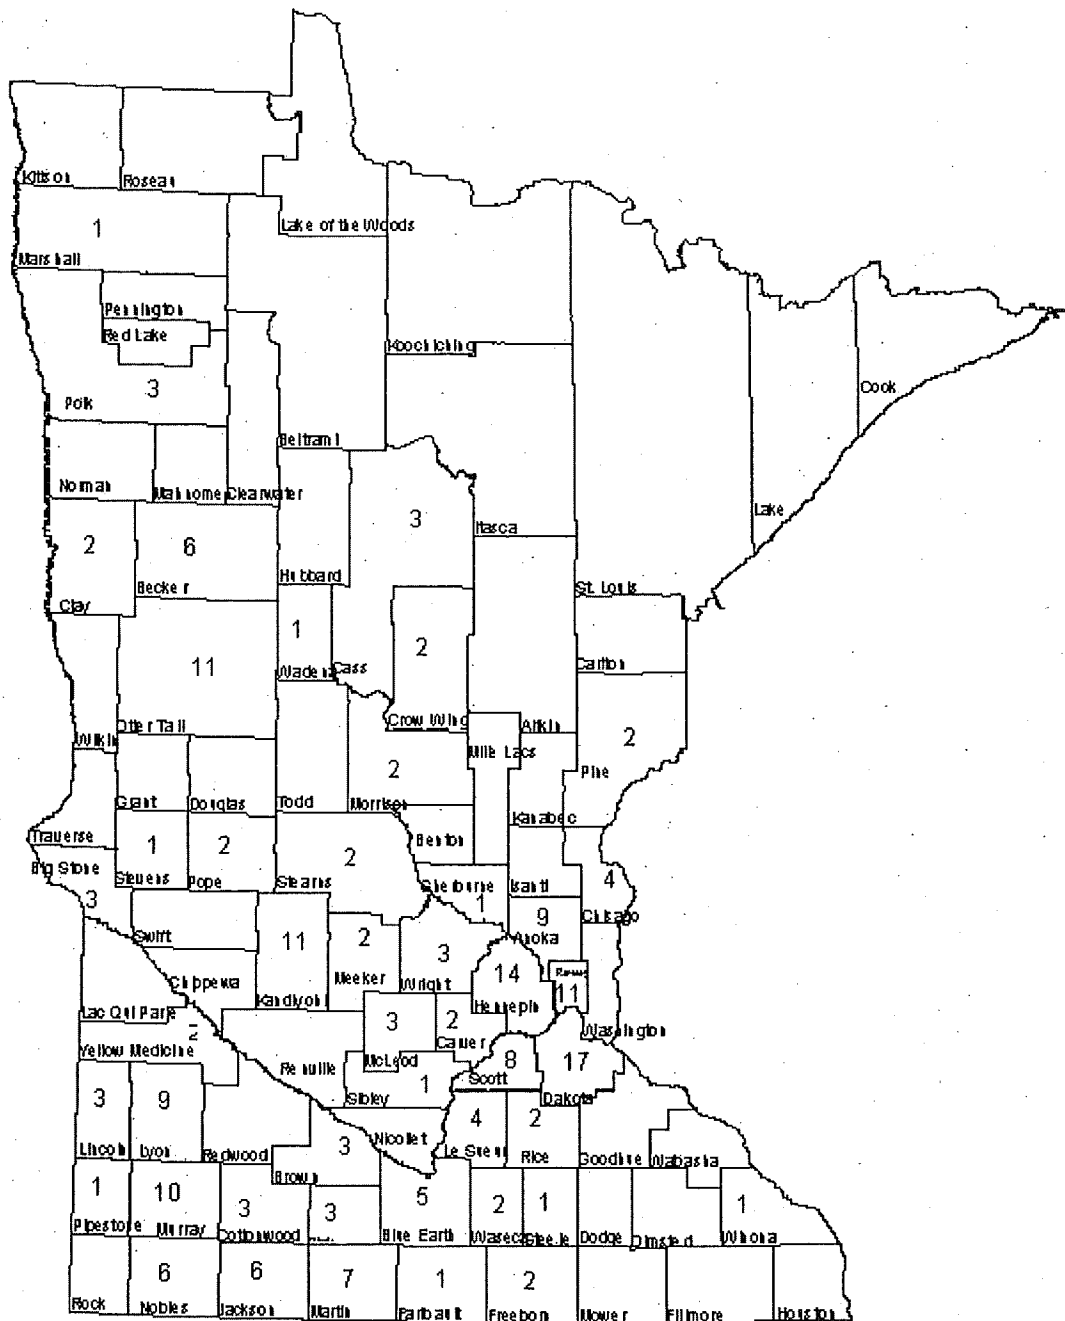 Kittson
Roseau
Lake of the Woods
1
Marshall
Pennington
Red Lake
Koochiching
3
Polk
Cook
Beltrami
Norman
Mahnomen
Clearwater
3
Lake
Itasca
2
6
Becker
Hubbard
St. Louis
Clay
1
2
Carlton
11
Wadena
Cass
Otter Tail
Crow Wing
Aitkin
2
Wilkin
Mille Lacs
2
Pine
Grant
Douglas
Todd
Morrison
Kanabec
Traverse
1
2
2
Benton
Big Stone
Stevens
Pope
Stearns
Sherburne
Isanti
4
3
1
9
Chisago
Swift
11
2
3
Anoka
Chippewa
Meeker
Wright
14
Kandiyohi
Hennepin
11
Lac Qui Parle
3
2
Washington
2
Carver
Yellow Medicine
Renville
McLeod
8
17
1
Scott
3
9
Sibley
Dakota
4
2
Lincoln
Lyon
Redwood
3
Nicollet
Le Sueur
Rice
Goodhue
Wabasha
Brown
1
10
3
3
5
2
1
1
Pipestone
Murray
Cottonwood
Blue Earth
Waseca
Steele
Dodge
Olmsted
Winona
6
6
7
1
2
Rock
Nobles
Jackson
Martin
Faribault
Freeborn
Mower
Fillmore
Houston